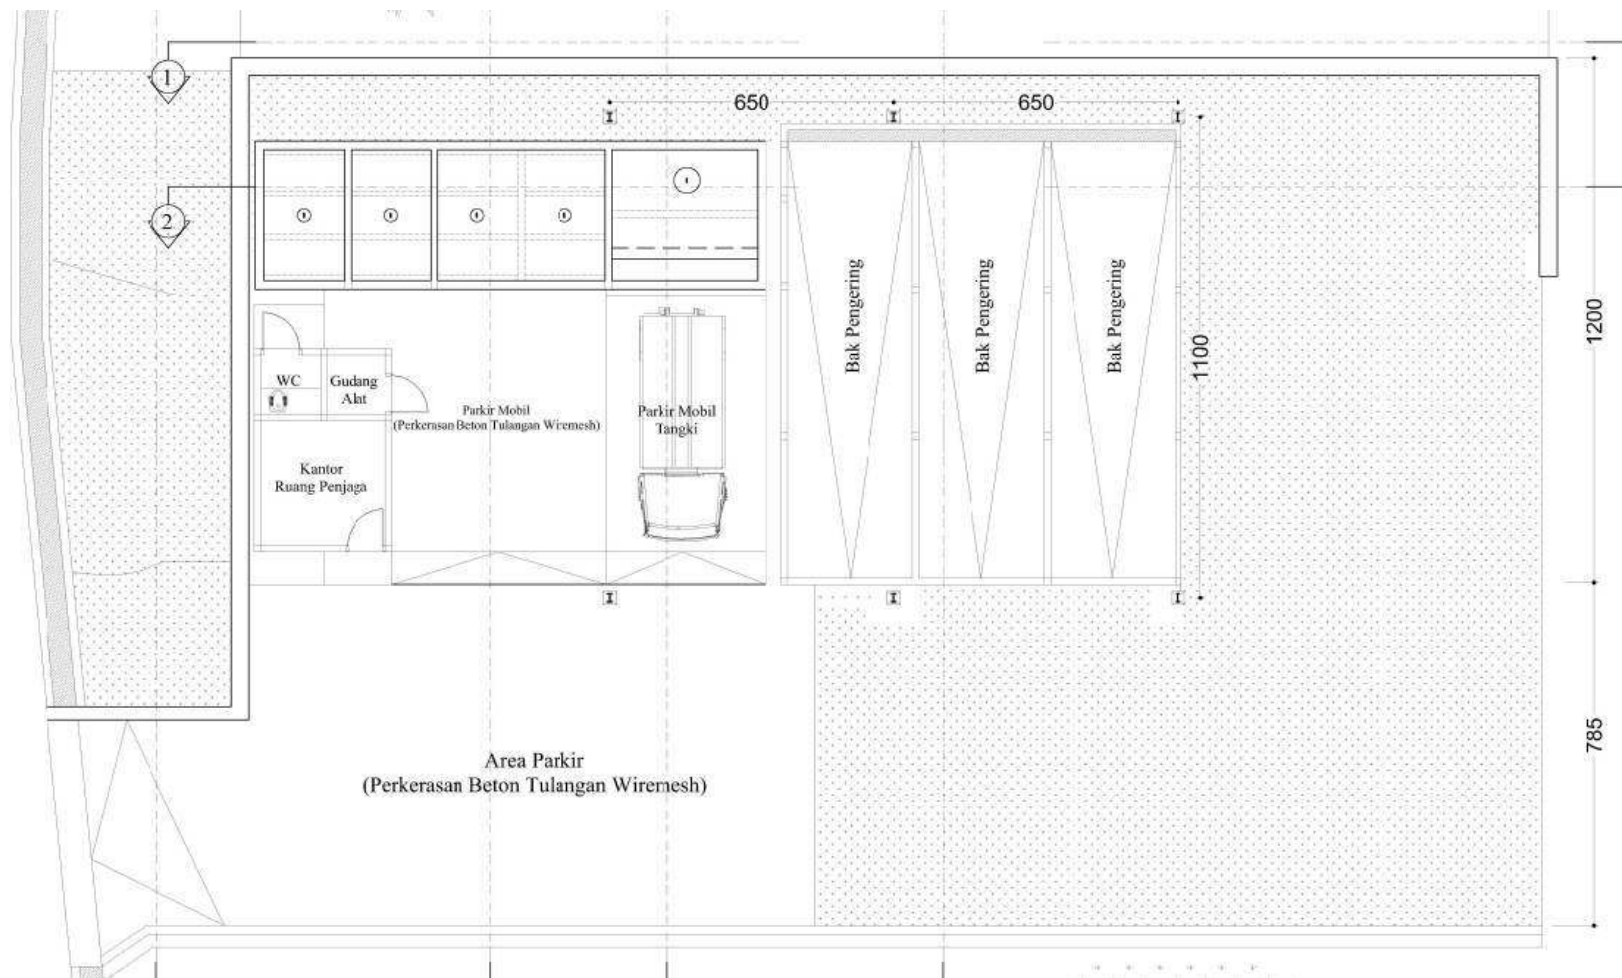 1
650
650
2
Bak Pengering
Bak Pengering
Bak Pengering
1200
1100
WC
Gudang
Alat
Parkir Mobil
(Perkerasan Beton Tulangan Wiremesh)
Parkir Mobil
Tangki
Kantor
Ruang Penjaga
785
Area Parkir
(Perkerasan Beton Tulangan Wiremesh)